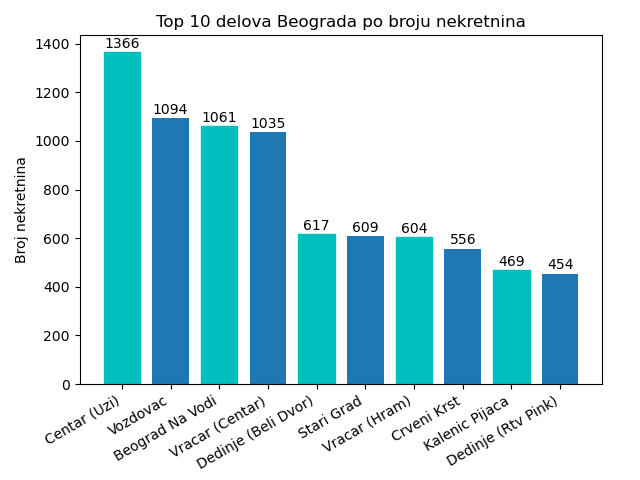 Top 10 delova Beograda po broju nekretnina
Broj nekretnina
1400
1200
1000
800
600
400
200
0
1366
1094
1061
1035
617
609
604
556
469
454
Centar (Uzi)
Vozdovac
Beograd Na Vodi
Vracar (Centar)
Dedinje (Beli Dvor)
Stari Grad
Vracar (Hram)
Crveni Krst
Kalenic Pijaca
Dedinje (Rtv Pink)